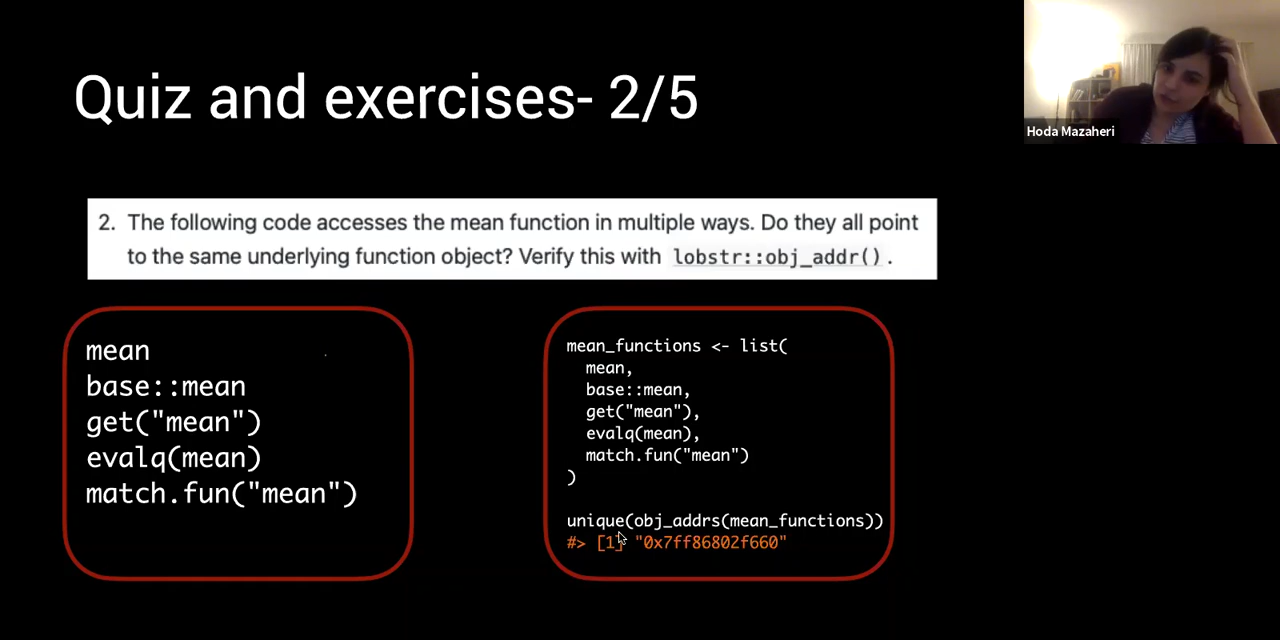 Quiz and exercises- 2/5
Hoda Mazaheri
2. The following code accesses the mean function in multiple ways. Do they all point
to the same underlying function object? Verify this with lobstr::obj_addr().
mean
base::mean
get("mean")
evalq(mean)
match.fun("mean")
mean_functions <- list(
mean,
base::mean,
get("mean"),
evalq(mean),
match.fun("mean")
)
unique(obj_addrs(mean_functions))
#> [1] "0x7ff86802f660"